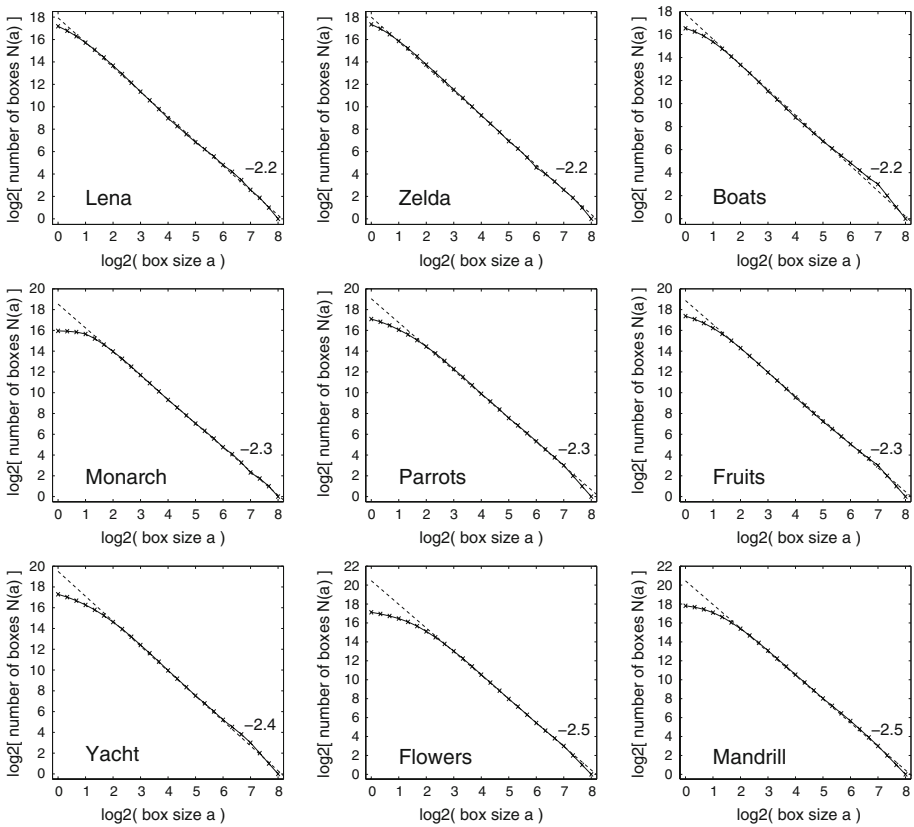 log2[ number of boxes N(a) ]
18
16
14
12
10
8
6
4
2
0
−2.2
Lena
0 1 2 3 4 5 6 7 8
log2( box size a )
log2[ number of boxes N(a) ]
18
16
14
12
10
8
6
4
2
0
−2.2
Zelda
0 1 2 3 4 5 6 7 8
log2( box size a )
log2[ number of boxes N(a) ]
18
16
14
12
10
8
6
4
2
0
−2.2
Boats
0 1 2 3 4 5 6 7 8
log2( box size a )
log2[ number of boxes N(a) ]
20
18
16
14
12
10
8
6
4
2
0
−2.3
Monarch
0 1 2 3 4 5 6 7 8
log2( box size a )
log2[ number of boxes N(a) ]
20
18
16
14
12
10
8
6
4
2
0
−2.3
Parrots
0 1 2 3 4 5 6 7 8
log2( box size a )
log2[ number of boxes N(a) ]
20
18
16
14
12
10
8
6
4
2
0
−2.3
Fruits
0 1 2 3 4 5 6 7 8
log2( box size a )
log2[ number of boxes N(a) ]
20
18
16
14
12
10
8
6
4
2
0
−2.4
Yacht
0 1 2 3 4 5 6 7 8
log2( box size a )
log2[ number of boxes N(a) ]
22
20
18
16
14
12
10
8
6
4
2
0
−2.5
Flowers
0 1 2 3 4 5 6 7 8
log2( box size a )
log2[ number of boxes N(a) ]
22
20
18
16
14
12
10
8
6
4
2
0
−2.5
Mandrill
0 1 2 3 4 5 6 7 8
log2( box size a )